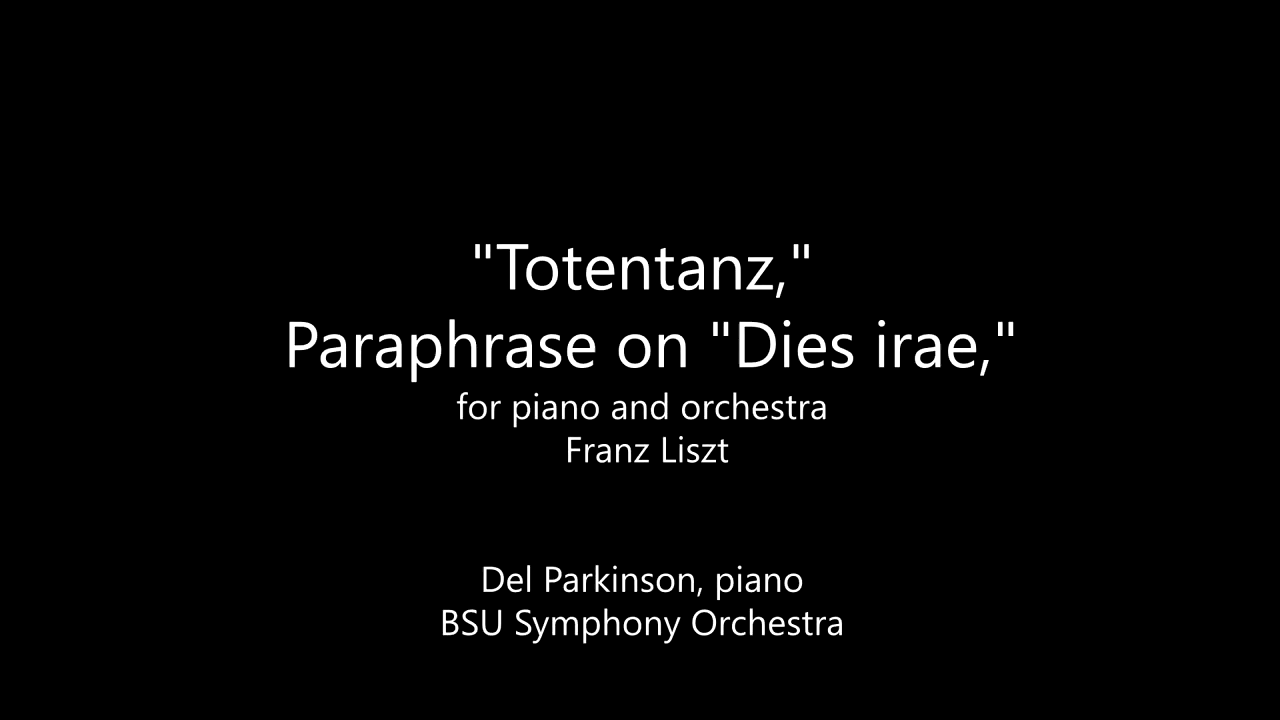 "Totentanz,"
Paraphrase on "Dies irae,"
for piano and orchestra
Franz Liszt
Del Parkinson, piano
BSU Symphony Orchestra